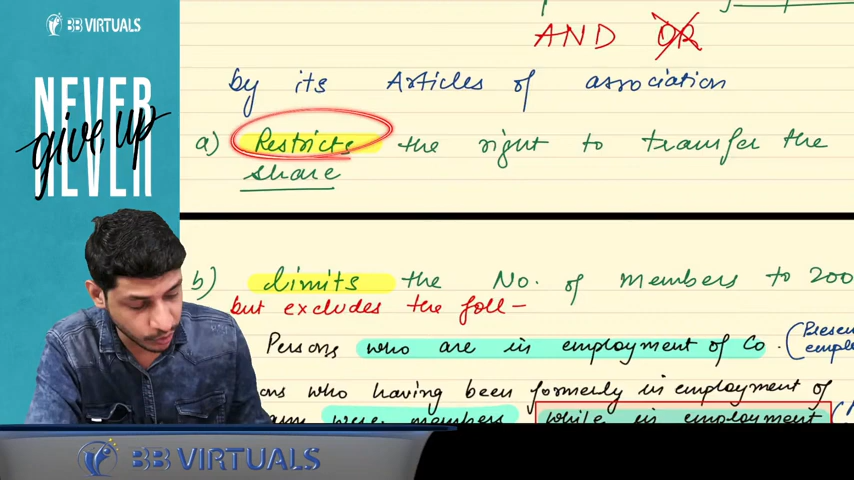 BB VIRTUALS
NEVER
give up
NEVER
AND OR
by its Articles of association
a) Restricts the right to transfer the
share
b) limits the No. of members to 200
but excludes the foll-
Persons who are in employment of Co. (Present
ons who having been formerly in employment of
were members while in employment
BB VIRTUALS